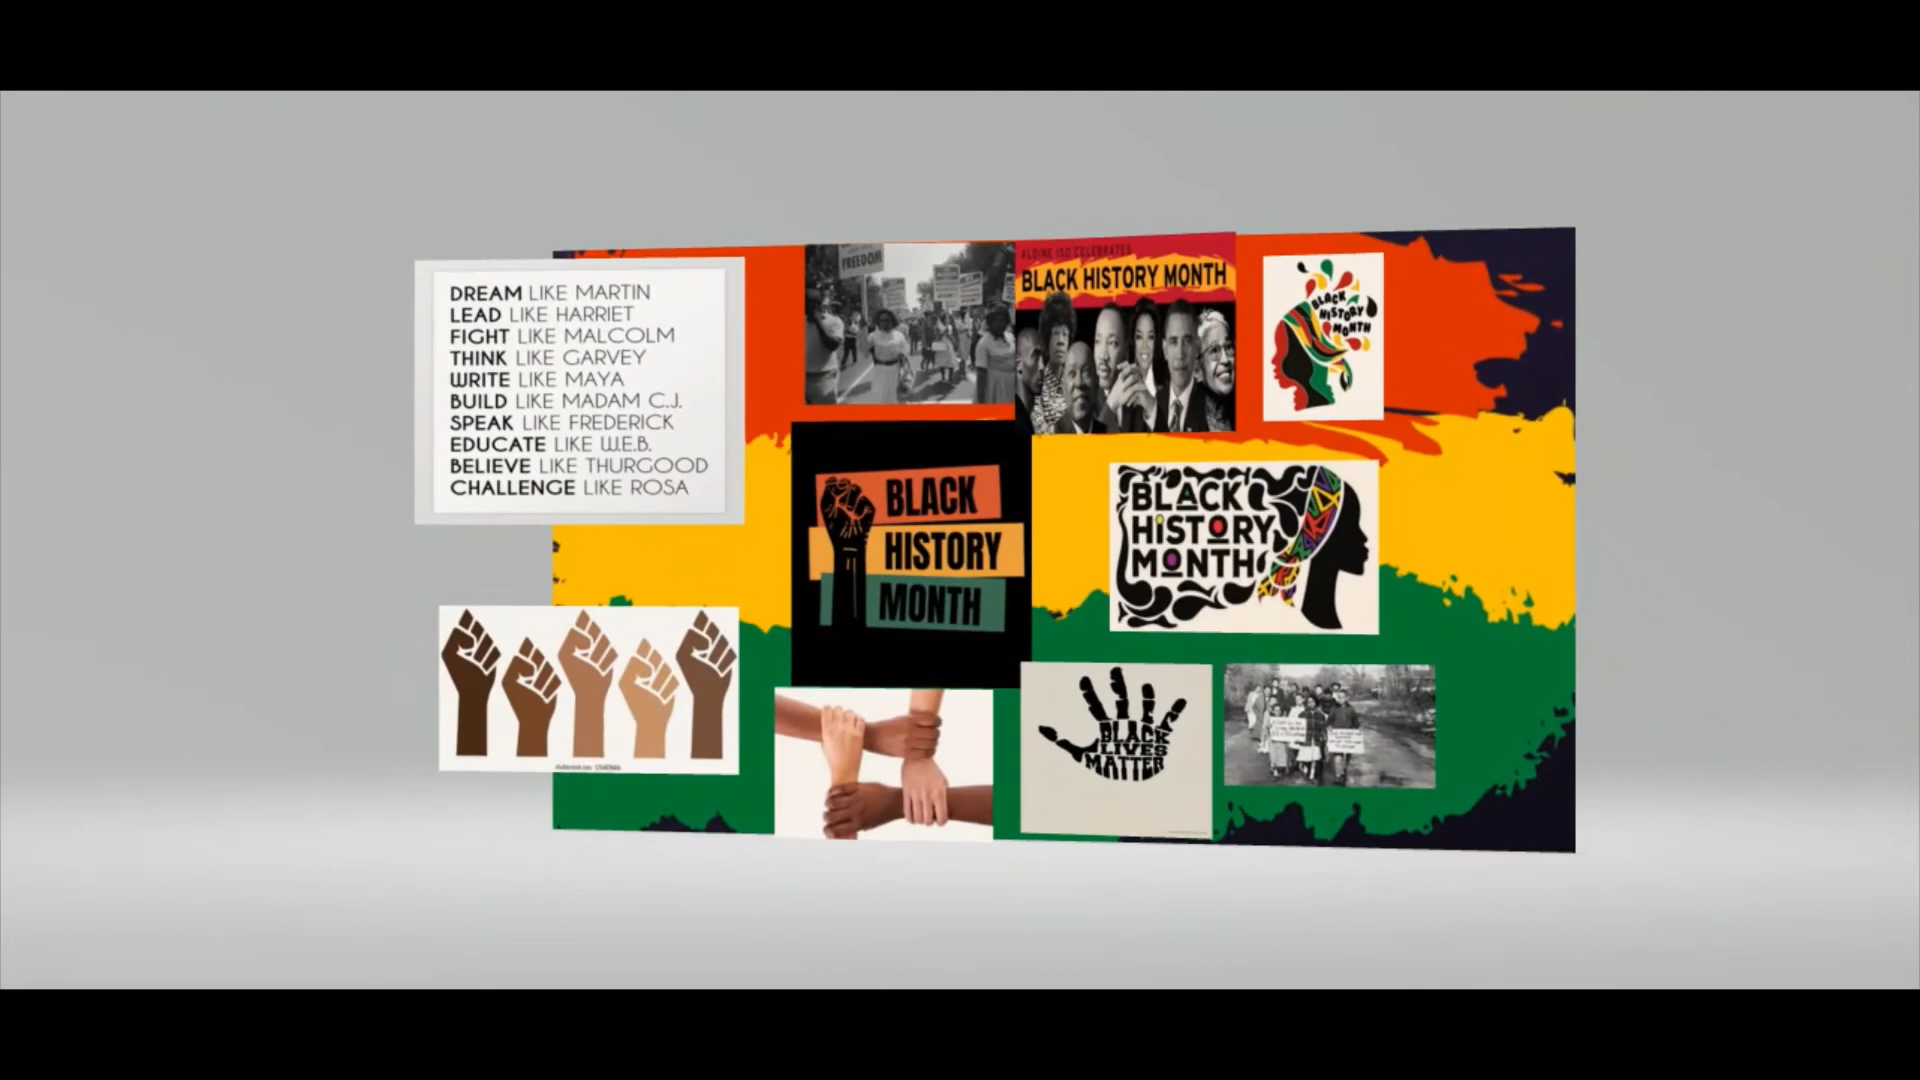 DREAM LIKE MARTIN
LEAD LIKE HARRIET
FIGHT LIKE MALCOLM
THINK LIKE GARVEY
WRITE LIKE MAYA
BUILD LIKE MADAM C.J.
SPEAK LIKE FREDERICK
EDUCATE LIKE W.E.B.
BELIEVE LIKE THURGOOD
CHALLENGE LIKE ROSA
FREEDOM
ALDINE ISD CELEBRATES
BLACK HISTORY MONTH
BLACK
HISTORY
MONTH
BLACK
HISTORY
MONTH
BLACK
HISTORY
MONTH
BLACK
LIVES
MATTER